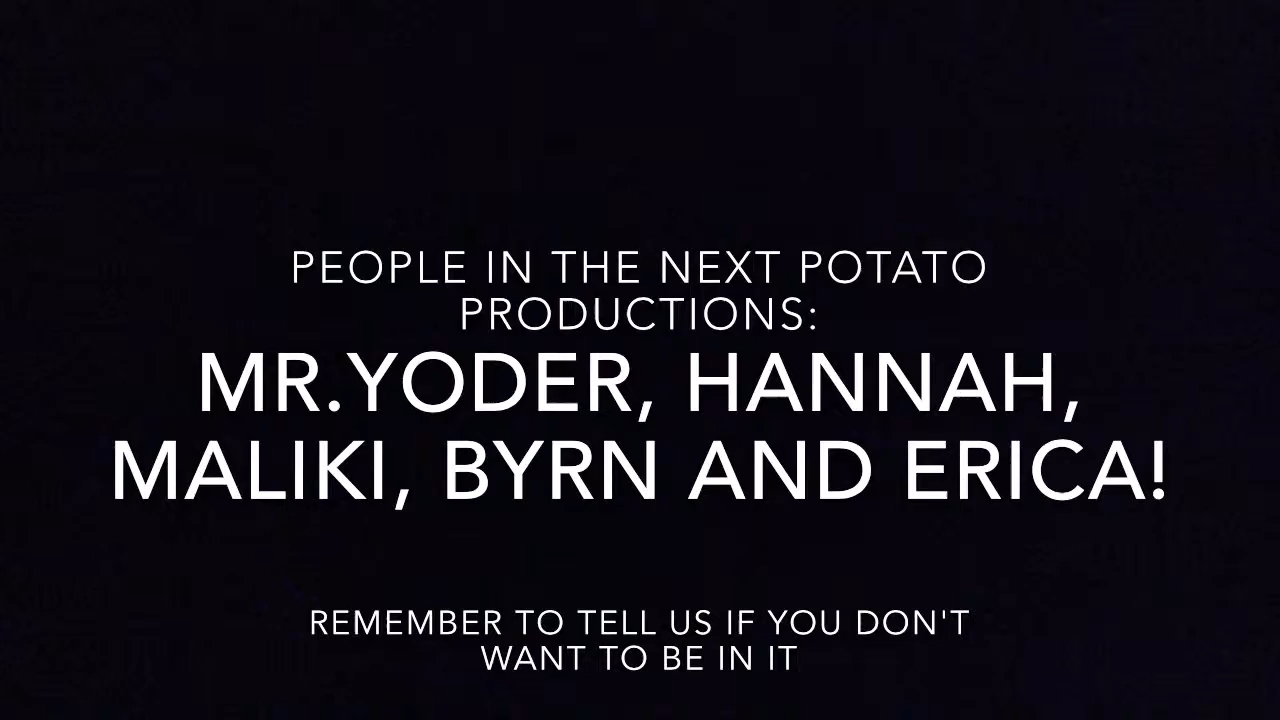 PEOPLE IN THE NEXT POTATO
PRODUCTIONS:
MR.YODER, HANNAH,
MALIKI, BYRN AND ERICA!
REMEMBER TO TELL US IF YOU DON'T
WANT TO BE IN IT